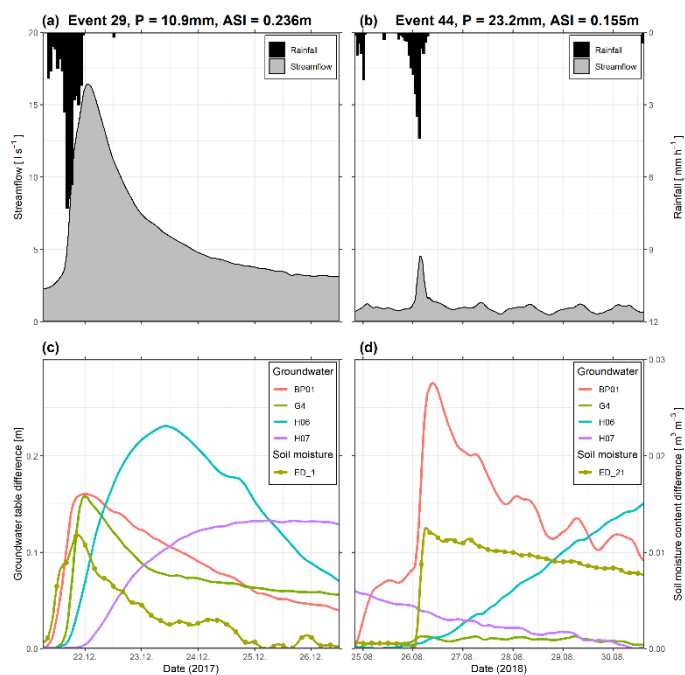 (a) Event 29, P = 10.9mm, ASI = 0.236m
(b) Event 44, P = 23.2mm, ASI = 0.155m
Rainfall
Streamflow
Rainfall
Streamflow
20
15
10
5
0
Streamflow [ l s⁻¹ ]
0
3
6
9
12
Rainfall [ mm h⁻¹ ]
(c)
(d)
Groundwater
BP01
G4
H06
H07
Soil moisture
ED_1
Groundwater
BP01
G4
H06
H07
Soil moisture
ED_21
0.2
0.1
0.0
Groundwater table difference [m]
0.03
0.02
0.01
0.00
Soil moisture content difference [m³ m⁻³]
22.12. 23.12. 24.12. 25.12. 26.12.
Date (2017)
25.08. 26.08. 27.08. 28.08. 29.08. 30.08.
Date (2018)